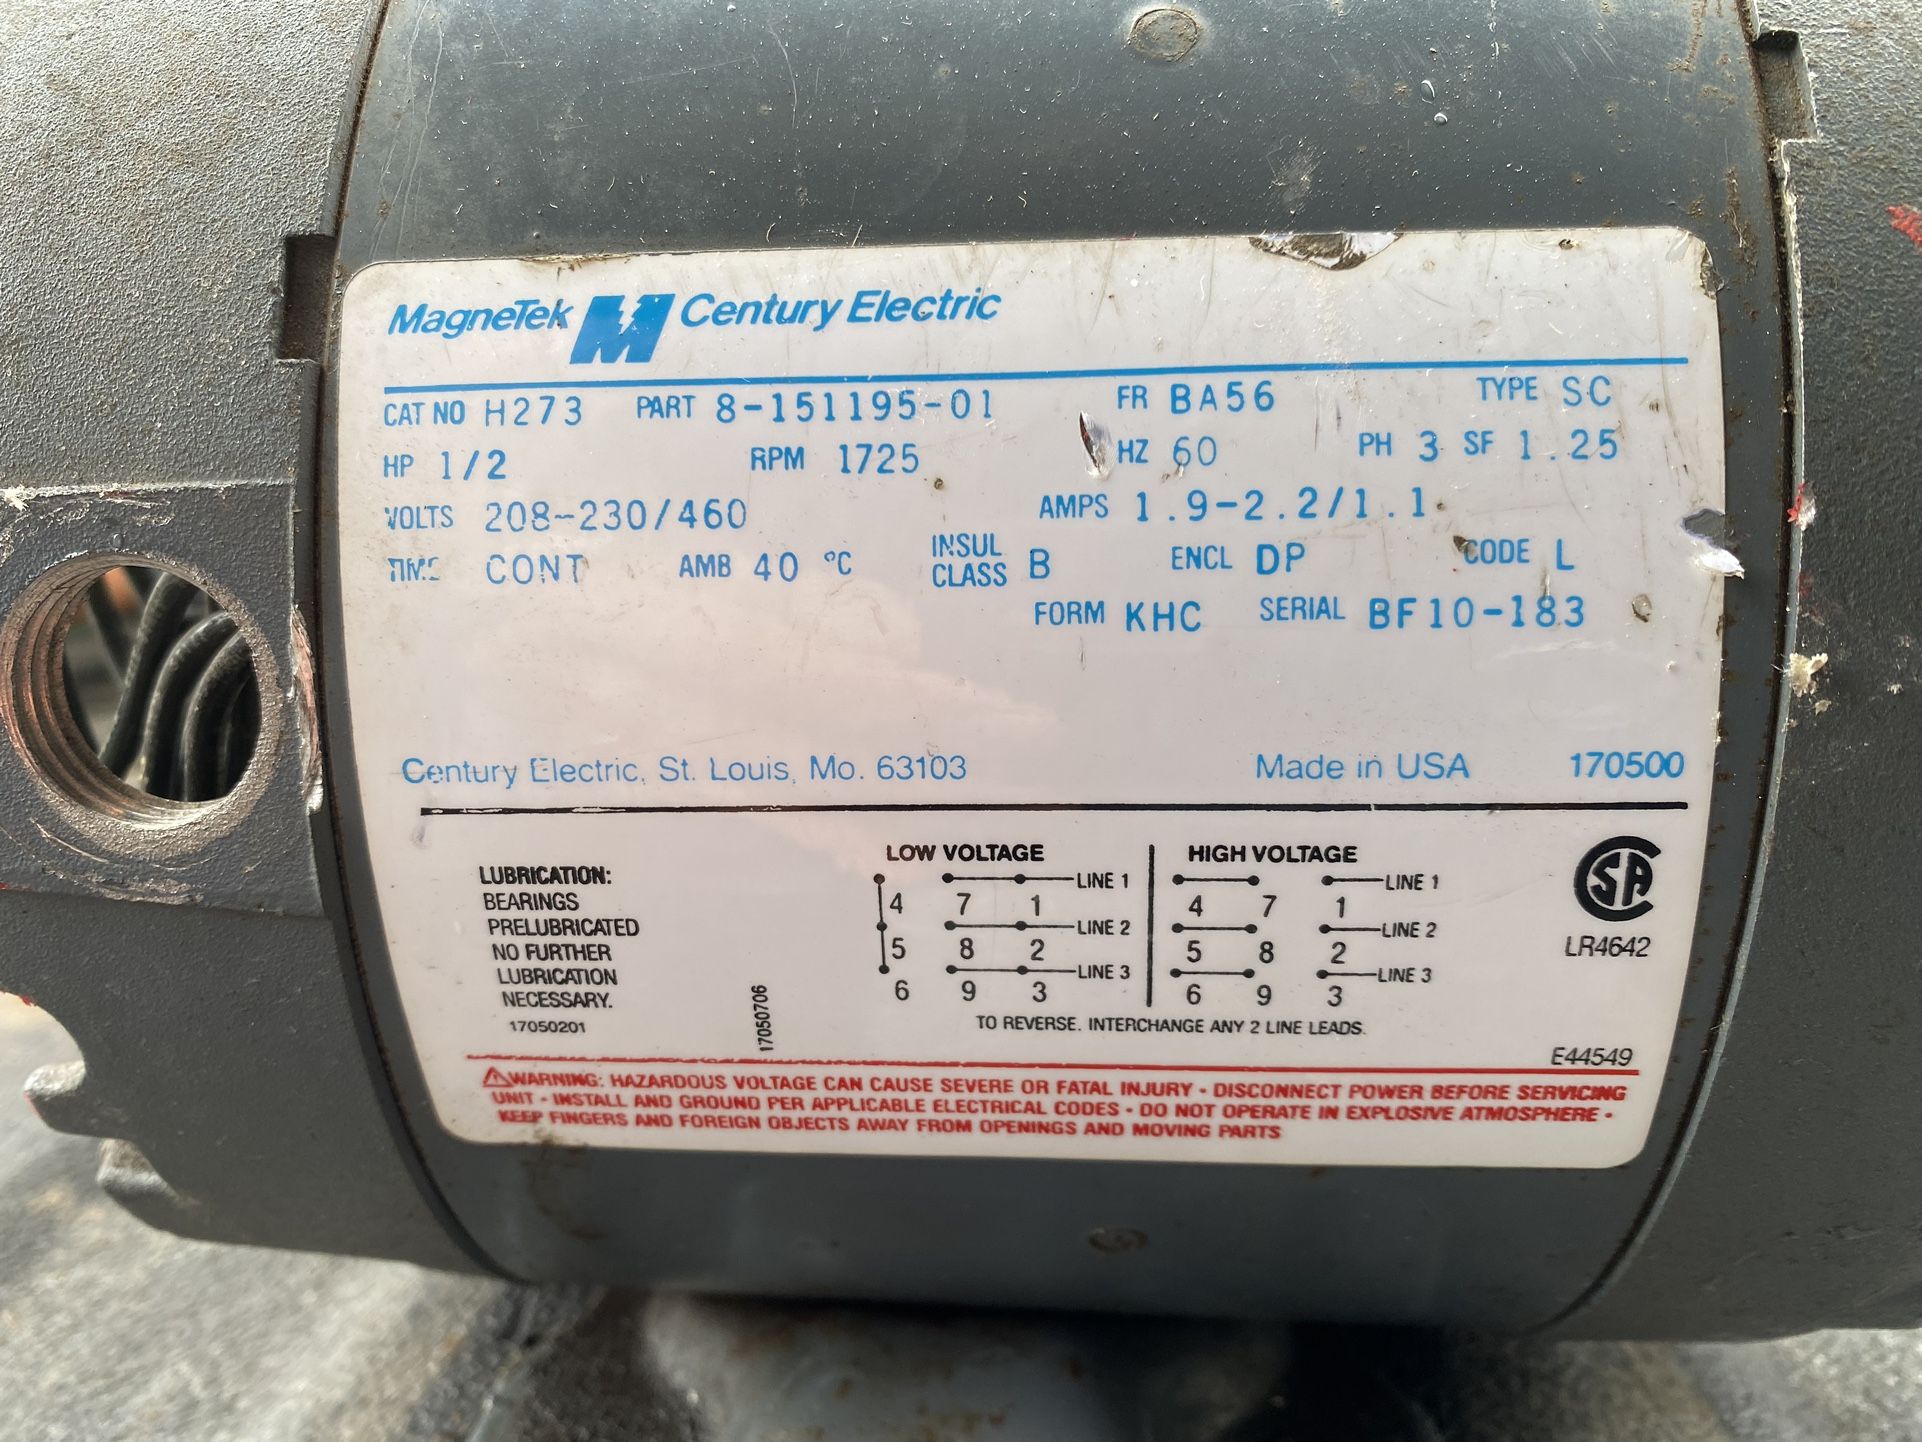 MagneTek Century Electric
CAT NO H273 PART 8-151195-01 FR BA56 TYPE SC
HP 1/2 RPM 1725 HZ 60 PH 3 SF 1.25
VOLTS 208-230/460 AMPS 1.9-2.2/1.1
TIME CONT AMB 40 °C INSUL CLASS B ENCL DP CODE L
FORM KHC SERIAL BF10-183
Century Electric, St. Louis, Mo. 63103 Made in USA 170500
LUBRICATION:
BEARINGS
PRELUBRICATED
NO FURTHER
LUBRICATION
NECESSARY.
17050201
17050706
LOW VOLTAGE
LINE 1
4 7 1
LINE 2
5 8 2
LINE 3
6 9 3
HIGH VOLTAGE
LINE 1
4 7 1
LINE 2
5 8 2
LINE 3
6 9 3
TO REVERSE. INTERCHANGE ANY 2 LINE LEADS.
SA
LR4642
E44549
WARNING: HAZARDOUS VOLTAGE CAN CAUSE SEVERE OR FATAL INJURY - DISCONNECT POWER BEFORE SERVICING
UNIT - INSTALL AND GROUND PER APPLICABLE ELECTRICAL CODES - DO NOT OPERATE IN EXPLOSIVE ATMOSPHERE -
KEEP FINGERS AND FOREIGN OBJECTS AWAY FROM OPENINGS AND MOVING PARTS